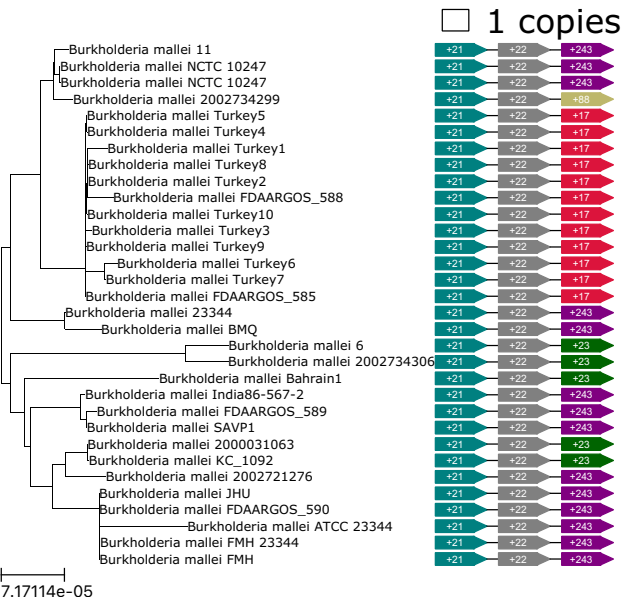 1 copies
Burkholderia mallei 11 +21 +22 +243
Burkholderia mallei NCTC 10247 +21 +22 +243
Burkholderia mallei NCTC 10247 +21 +22 +243
Burkholderia mallei 2002734299 +21 +22 +88
Burkholderia mallei Turkey5 +21 +22 +17
Burkholderia mallei Turkey4 +21 +22 +17
Burkholderia mallei Turkey1 +21 +22 +17
Burkholderia mallei Turkey8 +21 +22 +17
Burkholderia mallei Turkey2 +21 +22 +17
Burkholderia mallei FDAARGOS_588 +21 +22 +17
Burkholderia mallei Turkey10 +21 +22 +17
Burkholderia mallei Turkey3 +21 +22 +17
Burkholderia mallei Turkey9 +21 +22 +17
Burkholderia mallei Turkey6 +21 +22 +17
Burkholderia mallei Turkey7 +21 +22 +17
Burkholderia mallei FDAARGOS_585 +21 +22 +17
Burkholderia mallei 23344 +21 +22 +243
Burkholderia mallei BMQ +21 +22 +243
Burkholderia mallei 6 +21 +22 +23
Burkholderia mallei 2002734306 +21 +22 +23
Burkholderia mallei Bahrain1 +21 +22 +23
Burkholderia mallei India86-567-2 +21 +22 +243
Burkholderia mallei FDAARGOS_589 +21 +22 +243
Burkholderia mallei SAVP1 +21 +22 +243
Burkholderia mallei 2000031063 +21 +22 +23
Burkholderia mallei KC_1092 +21 +22 +23
Burkholderia mallei 2002721276 +21 +22 +243
Burkholderia mallei JHU +21 +22 +243
Burkholderia mallei FDAARGOS_590 +21 +22 +243
Burkholderia mallei ATCC 23344 +21 +22 +243
Burkholderia mallei FMH 23344 +21 +22 +243
Burkholderia mallei FMH +21 +22 +243
7.17114e-05